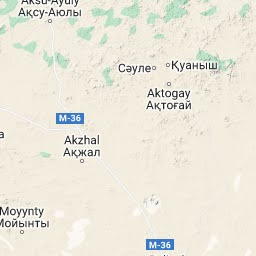 Aksu-Ayuly
Ақсу-Аюлы
Сәуле
Қуаныш
Aktogay
Ақтоғай
M-36
Akzhal
Ақжал
Moyynty
Мойынты
M-36